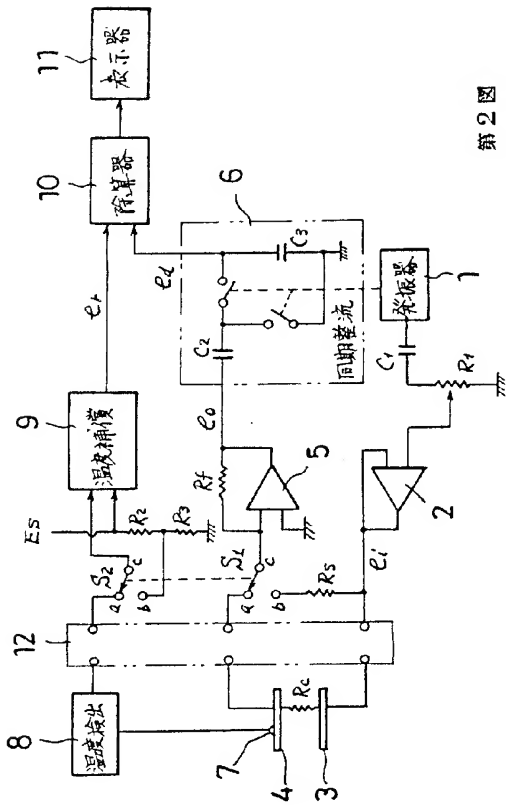 8
温度検出
12
Es
S2
a
b
c
R2
R3
9
温度補償
er
10
除算器
11
表示器
7
4
3
Rc
S1
a
b
c
Rs
Rf
5
eo
ed
C2
C3
6
同期整流
ei
2
R1
C1
発振器
1
第2図